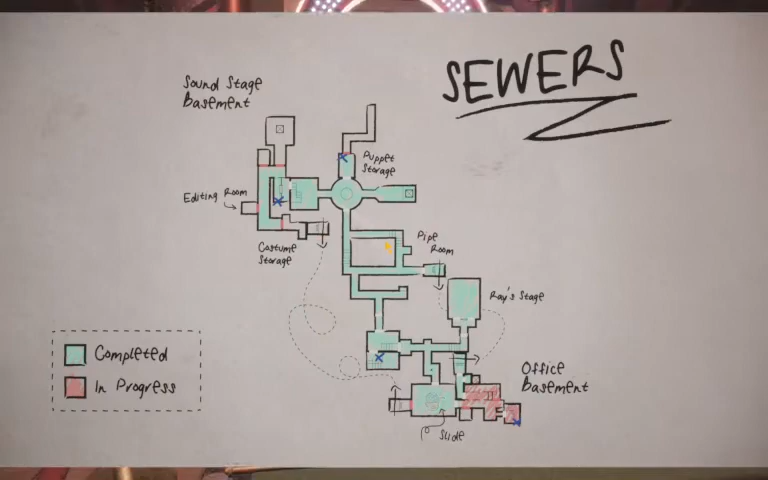 SEWERS
Sound Stage
Basement
Puppet
Storage
Editing Room
Costume
Storage
Pipe
Room
Ray's Stage
Completed
In Progress
Office
Basement
Slide